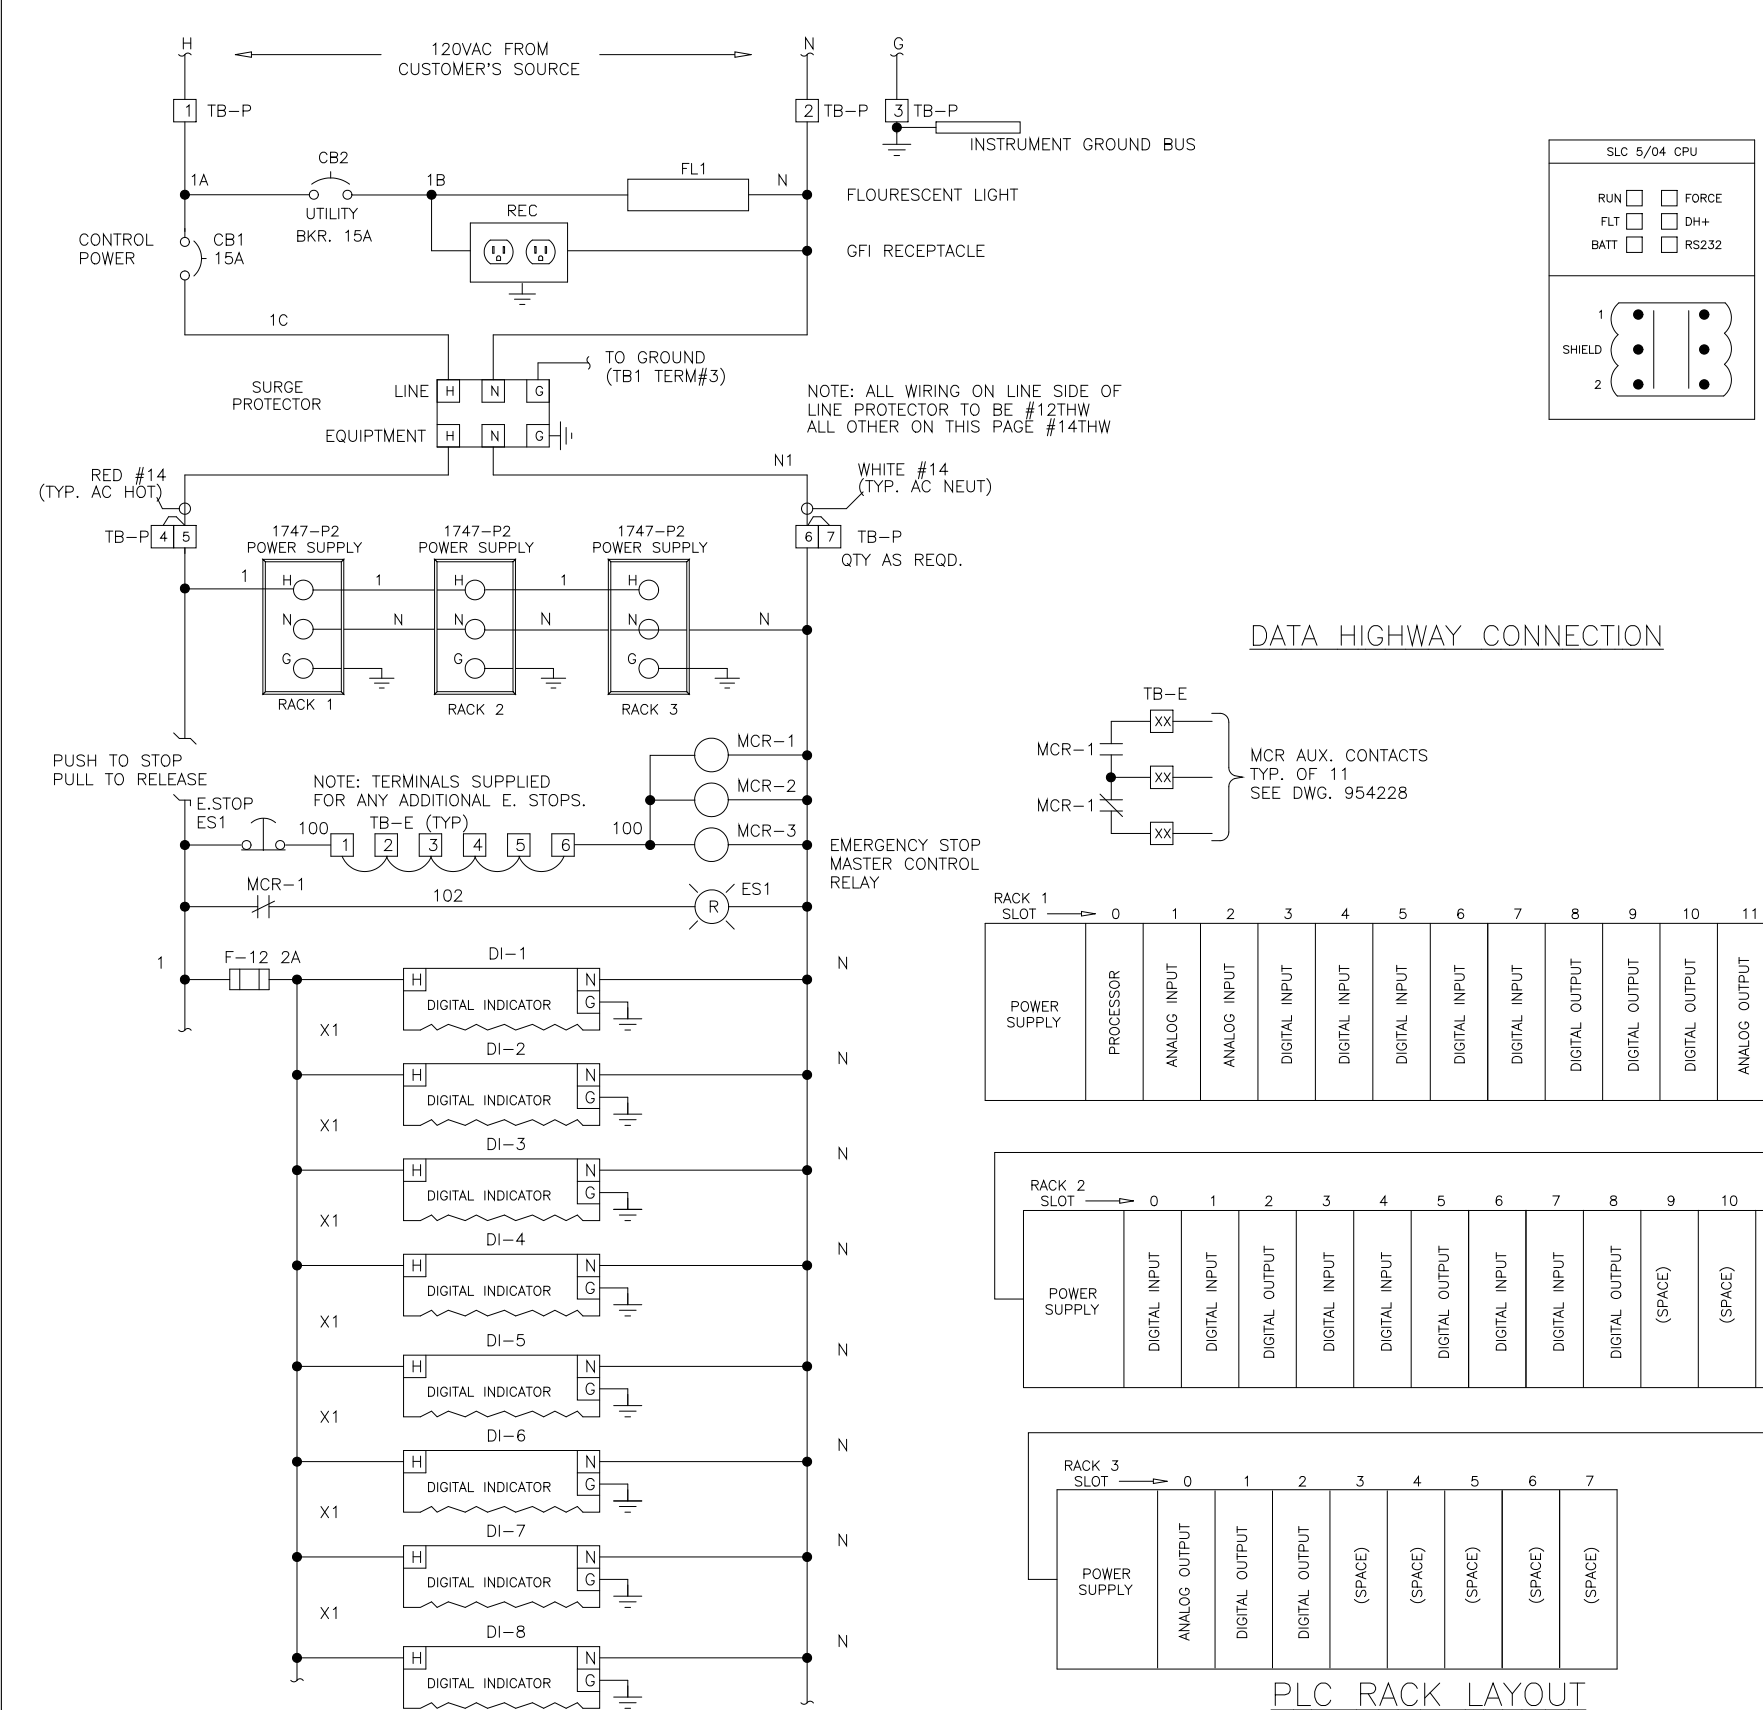 H
120VAC FROM
CUSTOMER'S SOURCE
N
G
1 TB-P
2 TB-P
3 TB-P
INSTRUMENT GROUND BUS
1A
CB2
UTILITY
BKR. 15A
1B
FL1
N
FLOURESCENT LIGHT
REC
GFI RECEPTACLE
CONTROL
POWER
CB1
15A
1C
SURGE
PROTECTOR
LINE H N G
TO GROUND
(TB1 TERM#3)
EQUIPTMENT H N G
NOTE: ALL WIRING ON LINE SIDE OF
LINE PROTECTOR TO BE #12THW
ALL OTHER ON THIS PAGE #14THW
N1
RED #14
(TYP. AC HOT)
WHITE #14
(TYP. AC NEUT)
TB-P 4 5
6 7 TB-P
QTY AS REQD.
1747-P2
POWER SUPPLY
1747-P2
POWER SUPPLY
1747-P2
POWER SUPPLY
1 H 1 H 1 H
N N N N N N
G G G
RACK 1
RACK 2
RACK 3
PUSH TO STOP
PULL TO RELEASE
E.STOP
ES1
NOTE: TERMINALS SUPPLIED
FOR ANY ADDITIONAL E. STOPS.
TB-E (TYP)
100 1 2 3 4 5 6 100
MCR-1
MCR-2
MCR-3
EMERGENCY STOP
MASTER CONTROL
RELAY
MCR-1
102
R ES1
1
F-12 2A
DI-1
H N
G
DIGITAL INDICATOR
N
X1
DI-2
H N
G
DIGITAL INDICATOR
N
X1
DI-3
H N
G
DIGITAL INDICATOR
N
X1
DI-4
H N
G
DIGITAL INDICATOR
N
X1
DI-5
H N
G
DIGITAL INDICATOR
N
X1
DI-6
H N
G
DIGITAL INDICATOR
N
X1
DI-7
H N
G
DIGITAL INDICATOR
N
X1
DI-8
H N
G
DIGITAL INDICATOR
N
SLC 5/04 CPU
RUN FORCE
FLT DH+
BATT RS232
1
SHIELD
2
DATA HIGHWAY CONNECTION
TB-E
XX
MCR-1
XX
MCR-1
XX
MCR AUX. CONTACTS
TYP. OF 11
SEE DWG. 954228
RACK 1
SLOT 0 1 2 3 4 5 6 7 8 9 10 11
POWER
SUPPLY
PROCESSOR
ANALOG INPUT
ANALOG INPUT
DIGITAL INPUT
DIGITAL INPUT
DIGITAL INPUT
DIGITAL INPUT
DIGITAL INPUT
DIGITAL OUTPUT
DIGITAL OUTPUT
DIGITAL OUTPUT
ANALOG OUTPUT
RACK 2
SLOT 0 1 2 3 4 5 6 7 8 9 10
POWER
SUPPLY
DIGITAL INPUT
DIGITAL INPUT
DIGITAL OUTPUT
DIGITAL INPUT
DIGITAL INPUT
DIGITAL OUTPUT
DIGITAL INPUT
DIGITAL INPUT
DIGITAL OUTPUT
(SPACE)
(SPACE)
RACK 3
SLOT 0 1 2 3 4 5 6 7
POWER
SUPPLY
ANALOG OUTPUT
DIGITAL OUTPUT
DIGITAL OUTPUT
(SPACE)
(SPACE)
(SPACE)
(SPACE)
(SPACE)
PLC RACK LAYOUT